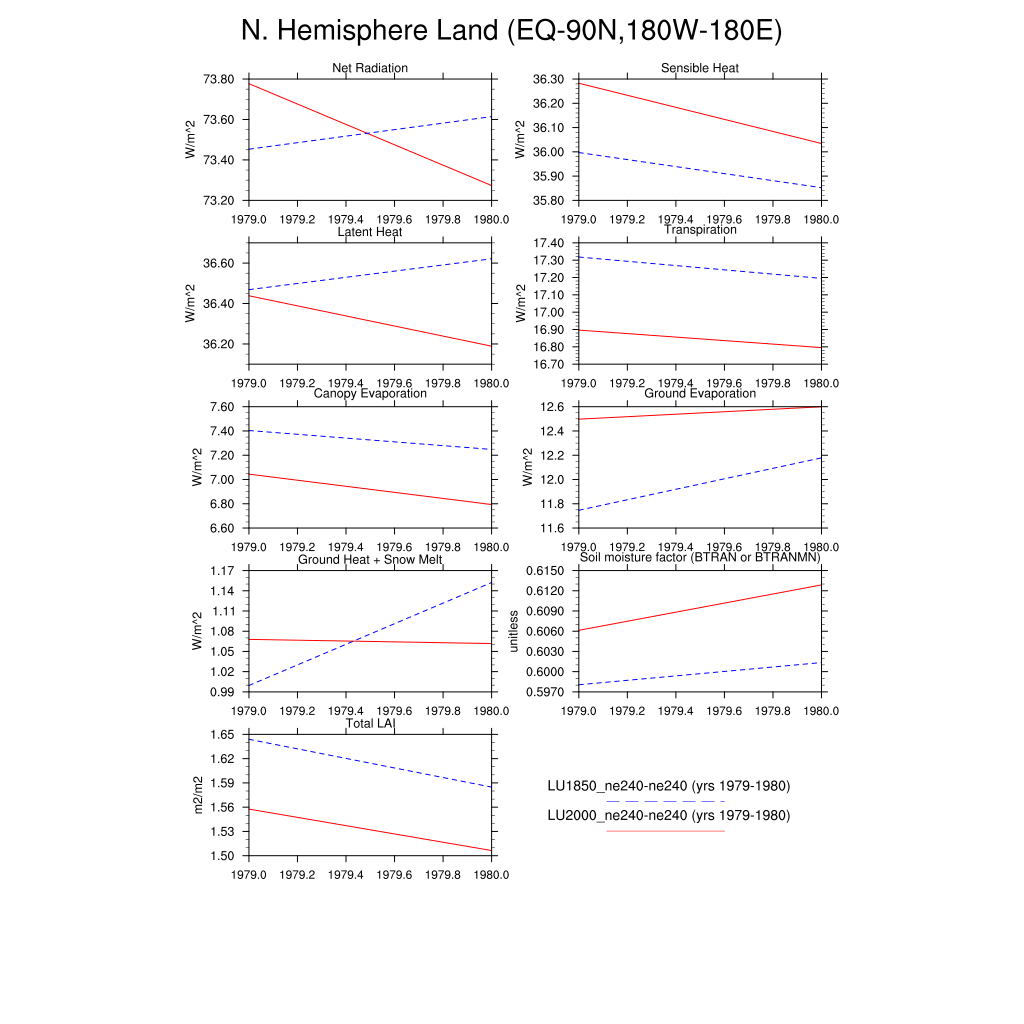 N. Hemisphere Land (EQ-90N,180W-180E)
Net Radiation
73.80
73.60
73.40
73.20
W/m^2
1979.0 1979.2 1979.4 1979.6 1979.8 1980.0
Sensible Heat
36.30
36.20
36.10
36.00
35.90
35.80
W/m^2
1979.0 1979.2 1979.4 1979.6 1979.8 1980.0
Latent Heat
36.60
36.40
36.20
W/m^2
1979.0 1979.2 1979.4 1979.6 1979.8 1980.0
Transpiration
17.40
17.30
17.20
17.10
17.00
16.90
16.80
16.70
W/m^2
1979.0 1979.2 1979.4 1979.6 1979.8 1980.0
Canopy Evaporation
7.60
7.40
7.20
7.00
6.80
6.60
W/m^2
1979.0 1979.2 1979.4 1979.6 1979.8 1980.0
Ground Evaporation
12.6
12.4
12.2
12.0
11.8
11.6
W/m^2
1979.0 1979.2 1979.4 1979.6 1979.8 1980.0
Ground Heat + Snow Melt
1.17
1.14
1.11
1.08
1.05
1.02
0.99
W/m^2
1979.0 1979.2 1979.4 1979.6 1979.8 1980.0
Soil moisture factor (BTRAN or BTRANMN)
0.6150
0.6120
0.6090
0.6060
0.6030
0.6000
0.5970
unitless
1979.0 1979.2 1979.4 1979.6 1979.8 1980.0
Total LAI
1.65
1.62
1.59
1.56
1.53
1.50
m2/m2
1979.0 1979.2 1979.4 1979.6 1979.8 1980.0
LU1850_ne240-ne240 (yrs 1979-1980)
LU2000_ne240-ne240 (yrs 1979-1980)